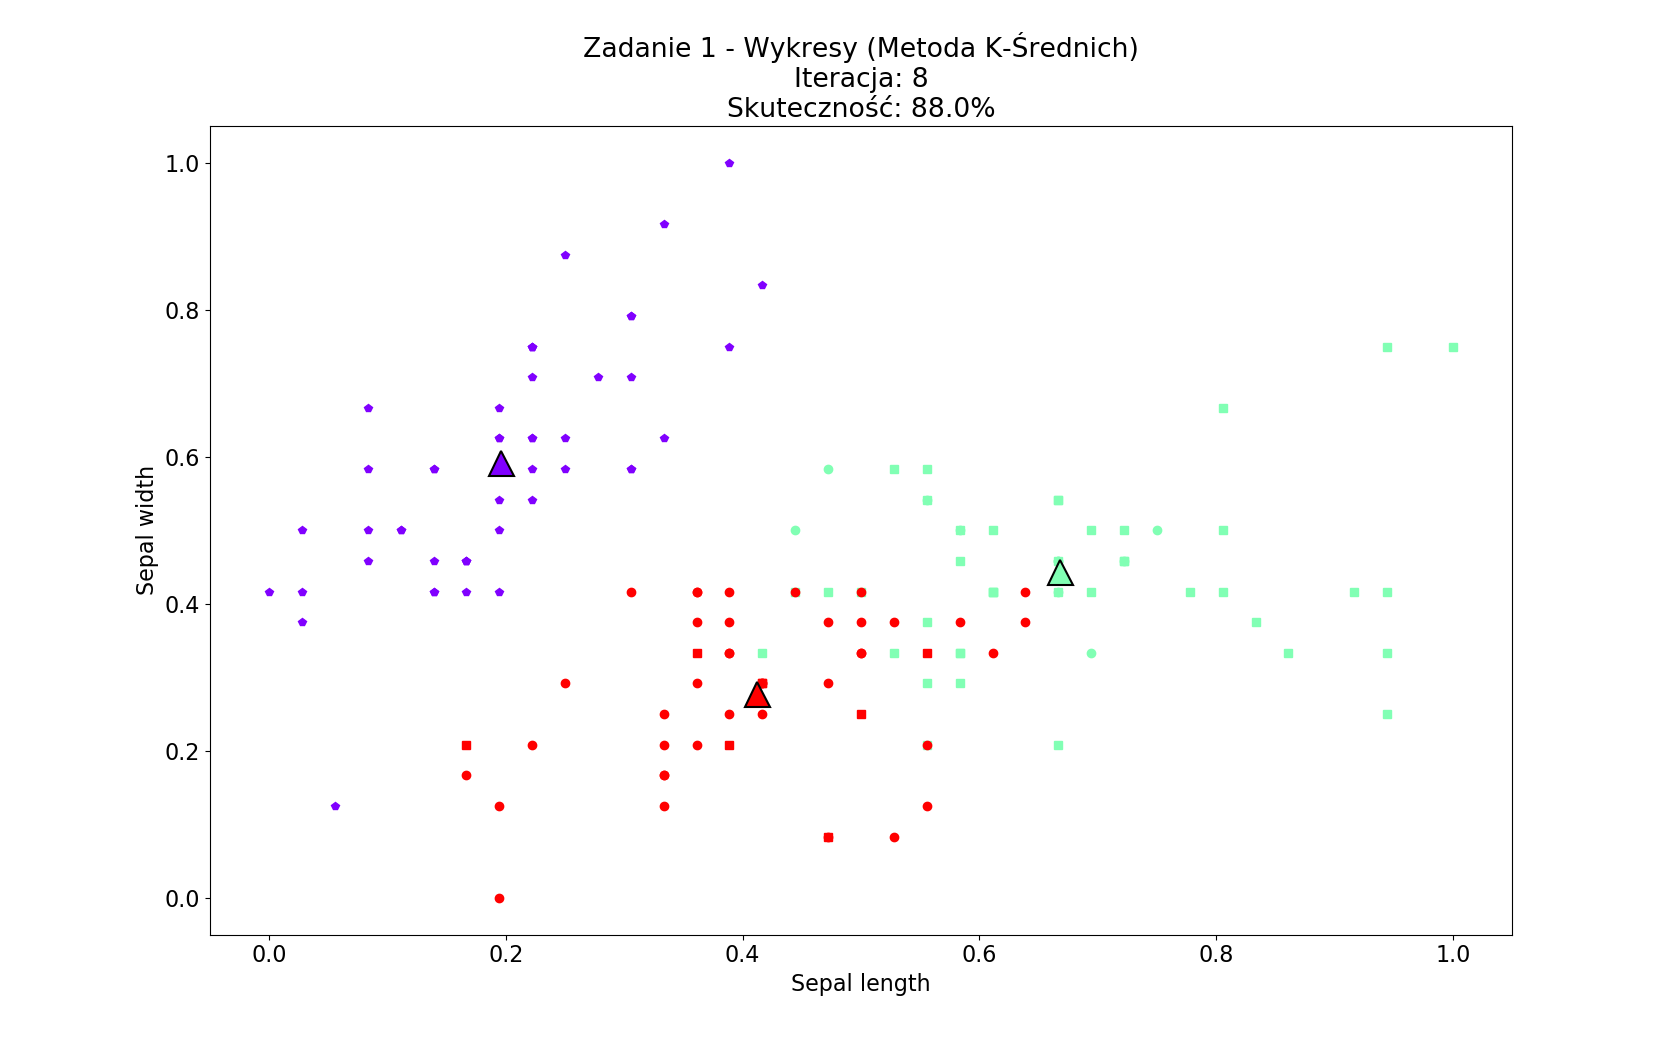 Zadanie 1 - Wykresy (Metoda K-Średnich)
Iteracja: 8
Skuteczność: 88.0%
1.0
0.8
0.6
0.4
0.2
0.0
Sepal width
0.0 0.2 0.4 0.6 0.8 1.0
Sepal length